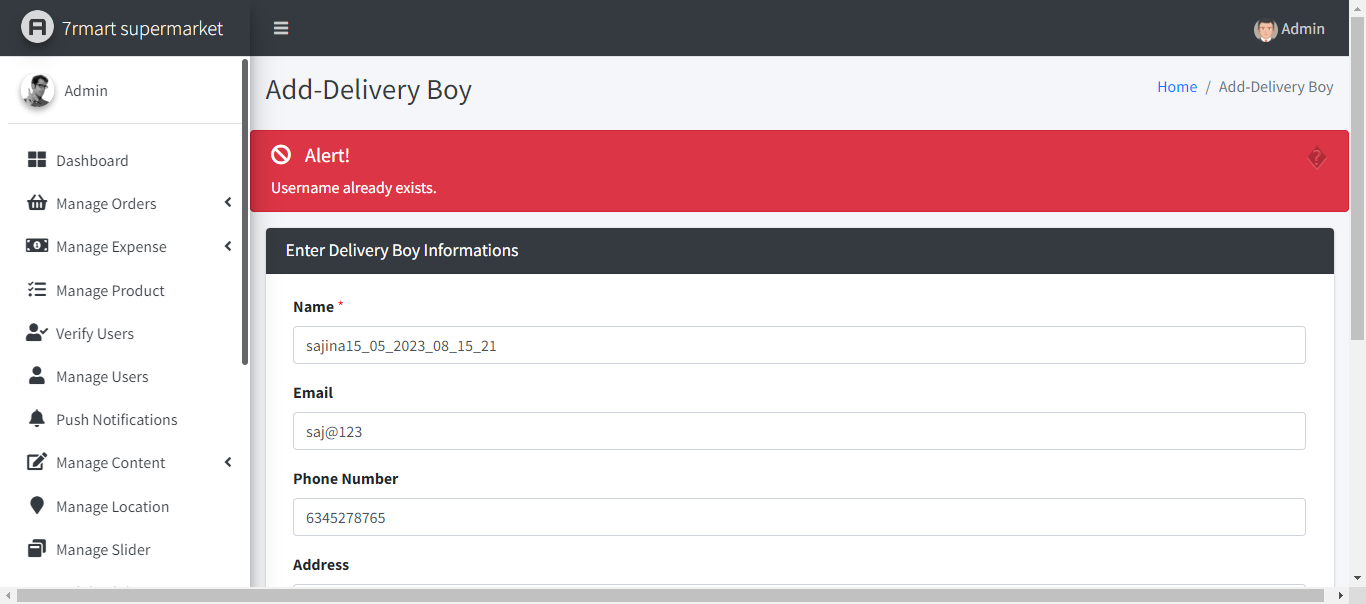 7rmart supermarket
Admin
Admin
Add-Delivery Boy
Home / Add-Delivery Boy
Alert!
Username already exists.
Dashboard
Manage Orders
Manage Expense
Manage Product
Verify Users
Manage Users
Push Notifications
Manage Content
Manage Location
Manage Slider
Enter Delivery Boy Informations
Name *
sajina15_05_2023_08_15_21
Email
saj@123
Phone Number
6345278765
Address